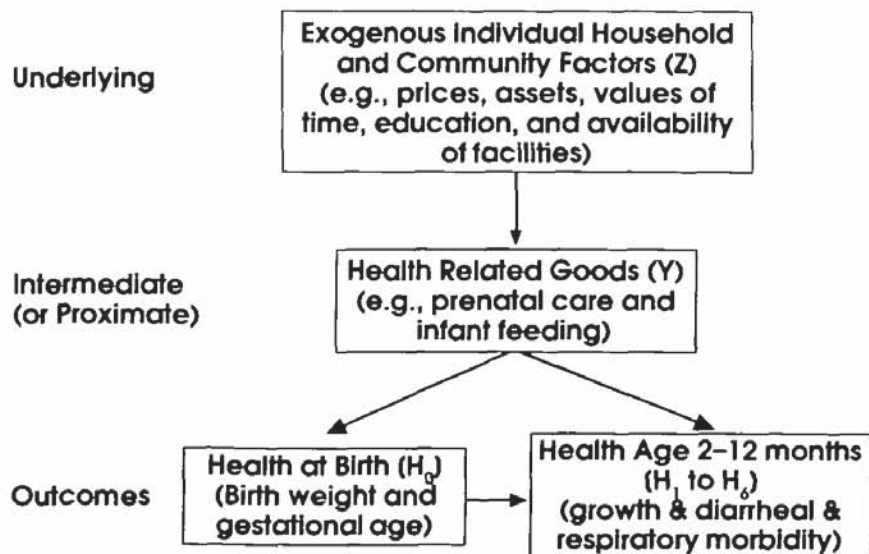 Underlying
Exogenous Individual Household
and Community Factors (Z)
(e.g., prices, assets, values of
time, education, and availability
of facilities)
Intermediate
(or Proximate)
Health Related Goods (Y)
(e.g., prenatal care and
infant feeding)
Outcomes
Health at Birth (H₀)
(Birth weight and
gestational age)
Health Age 2–12 months
(H₁ to H₆)
(growth & diarrheal &
respiratory morbidity)